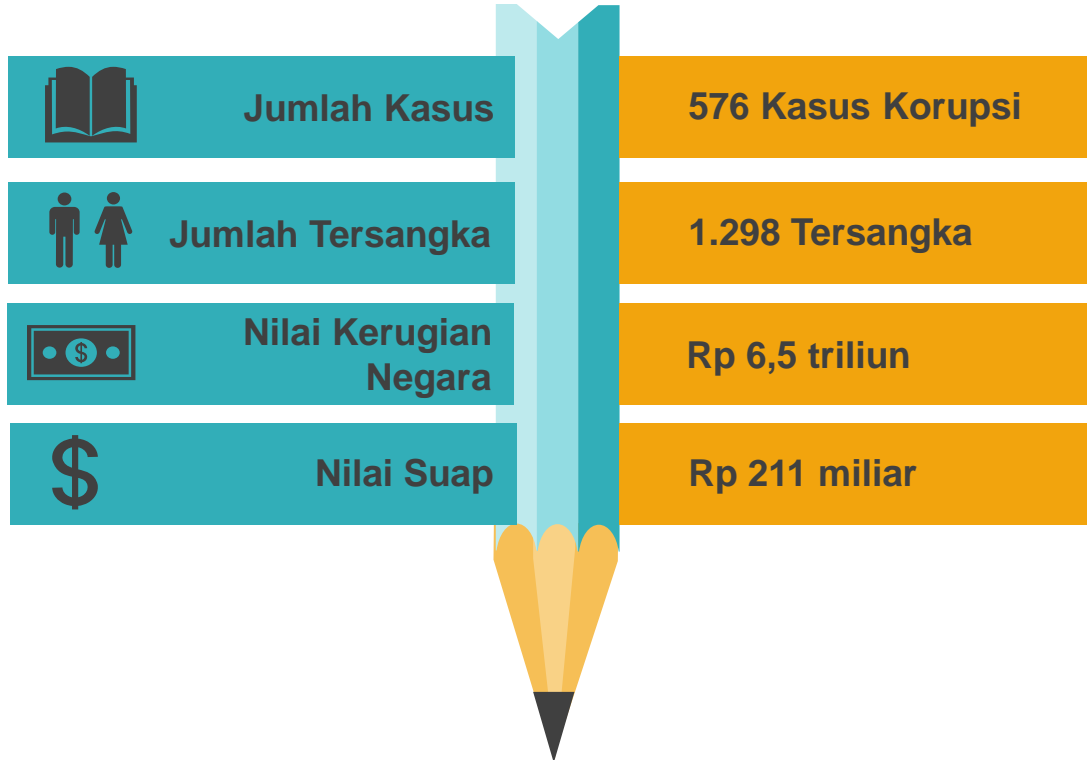 Jumlah Kasus
576 Kasus Korupsi
Jumlah Tersangka
1.298 Tersangka
Nilai Kerugian
Negara
Rp 6,5 triliun
$
Nilai Suap
Rp 211 miliar
$